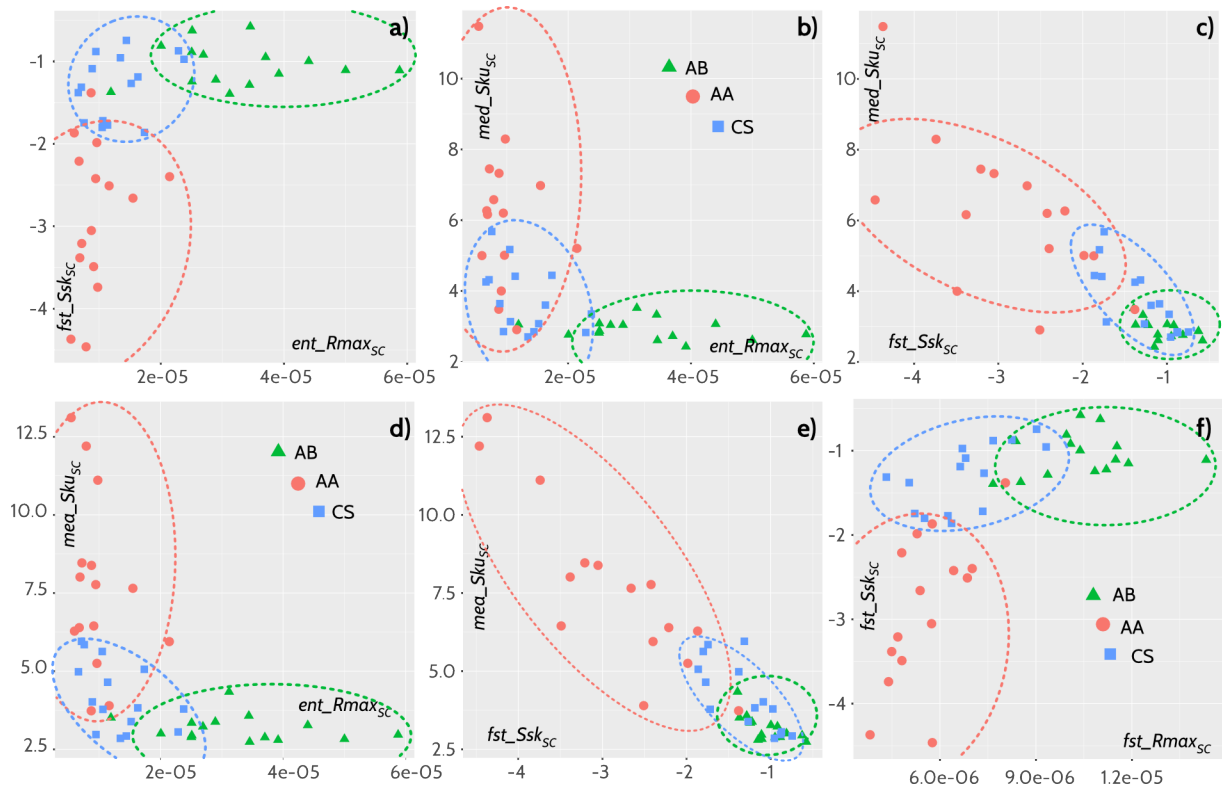 a)
-1
-2
-3
-4
fst_Ssk_SC
ent_Rmax_SC
2e-05 4e-05 6e-05
b)
10
8
6
4
2
med_Sku_SC
AB
AA
CS
ent_Rmax_SC
2e-05 4e-05 6e-05
c)
10
8
6
4
2
med_Sku_SC
fst_Ssk_SC
-4 -3 -2 -1
d)
12.5
10.0
7.5
5.0
2.5
mea_Sku_SC
AB
AA
CS
ent_Rmax_SC
2e-05 4e-05 6e-05
e)
12.5
10.0
7.5
5.0
2.5
mea_Sku_SC
fst_Ssk_SC
-4 -3 -2 -1
f)
-1
-2
-3
-4
fst_Ssk_SC
AB
AA
CS
fst_Rmax_SC
6.0e-06 9.0e-06 1.2e-05